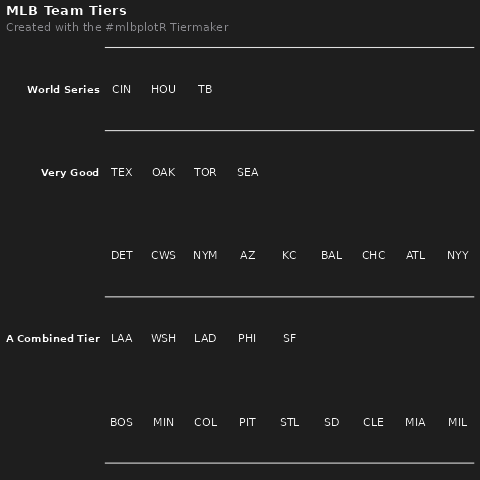 MLB Team Tiers
Created with the #mlbplotR Tiermaker
World Series CIN HOU TB
Very Good TEX OAK TOR SEA
DET CWS NYM AZ KC BAL CHC ATL NYY
A Combined Tier LAA WSH LAD PHI SF
BOS MIN COL PIT STL SD CLE MIA MIL